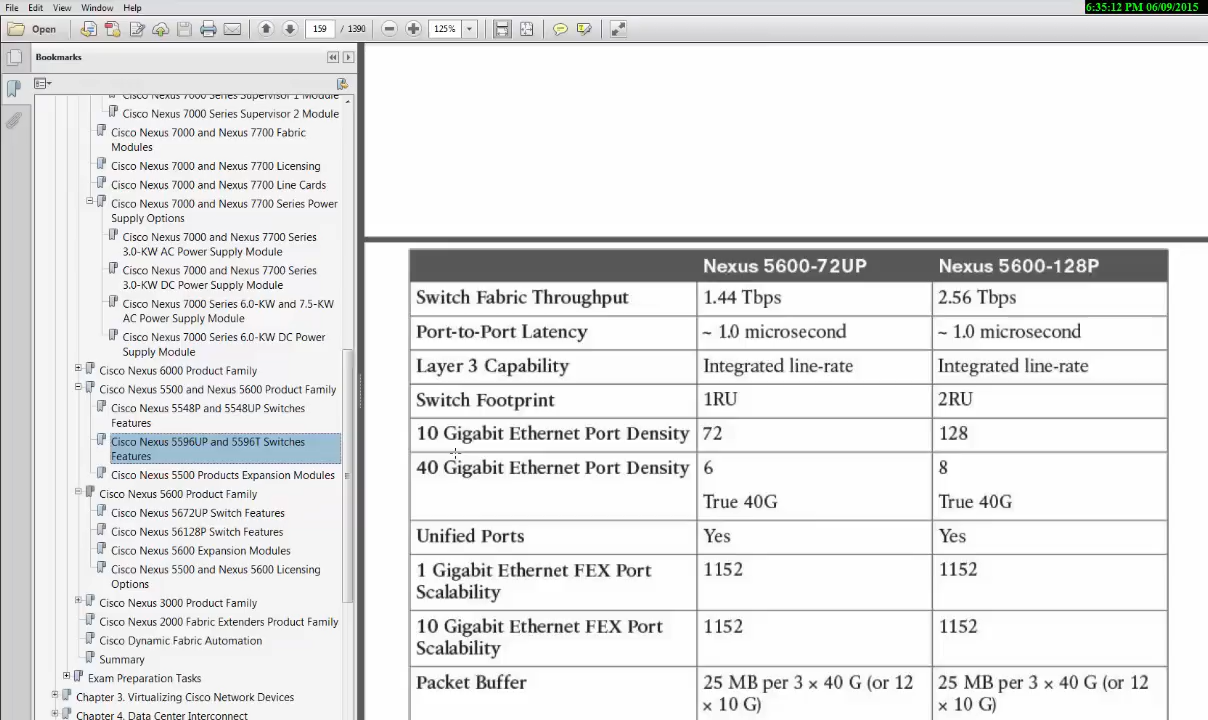 File Edit View Window Help
6:35:12 PM 06/09/2015
Open
159 / 1390
125%
Bookmarks
Cisco Nexus 7000 Series Supervisor 1 Module
Cisco Nexus 7000 Series Supervisor 2 Module
Cisco Nexus 7000 and Nexus 7700 Fabric
Modules
Cisco Nexus 7000 and Nexus 7700 Licensing
Cisco Nexus 7000 and Nexus 7700 Line Cards
Cisco Nexus 7000 and Nexus 7700 Series Power
Supply Options
Cisco Nexus 7000 and Nexus 7700 Series
3.0-KW AC Power Supply Module
Cisco Nexus 7000 and Nexus 7700 Series
3.0-KW DC Power Supply Module
Cisco Nexus 7000 Series 6.0-KW and 7.5-KW
AC Power Supply Module
Cisco Nexus 7000 Series 6.0-KW DC Power
Supply Module
Cisco Nexus 6000 Product Family
Cisco Nexus 5500 and Nexus 5600 Product Family
Cisco Nexus 5548P and 5548UP Switches
Features
Cisco Nexus 5596UP and 5596T Switches
Features
Cisco Nexus 5500 Products Expansion Modules
Cisco Nexus 5600 Product Family
Cisco Nexus 5672UP Switch Features
Cisco Nexus 56128P Switch Features
Cisco Nexus 5600 Expansion Modules
Cisco Nexus 5500 and Nexus 5600 Licensing
Options
Cisco Nexus 3000 Product Family
Cisco Nexus 2000 Fabric Extenders Product Family
Cisco Dynamic Fabric Automation
Summary
Exam Preparation Tasks
Chapter 3. Virtualizing Cisco Network Devices
Chapter 4. Data Center Interconnect
Nexus 5600-72UP Nexus 5600-128P
Switch Fabric Throughput 1.44 Tbps 2.56 Tbps
Port-to-Port Latency ~ 1.0 microsecond ~ 1.0 microsecond
Layer 3 Capability Integrated line-rate Integrated line-rate
Switch Footprint 1RU 2RU
10 Gigabit Ethernet Port Density 72 128
40 Gigabit Ethernet Port Density 6 8
True 40G True 40G
Unified Ports Yes Yes
1 Gigabit Ethernet FEX Port 1152 1152
Scalability
10 Gigabit Ethernet FEX Port 1152 1152
Scalability
Packet Buffer 25 MB per 3 × 40 G (or 12 25 MB per 3 × 40 G (or 12
× 10 G) × 10 G)